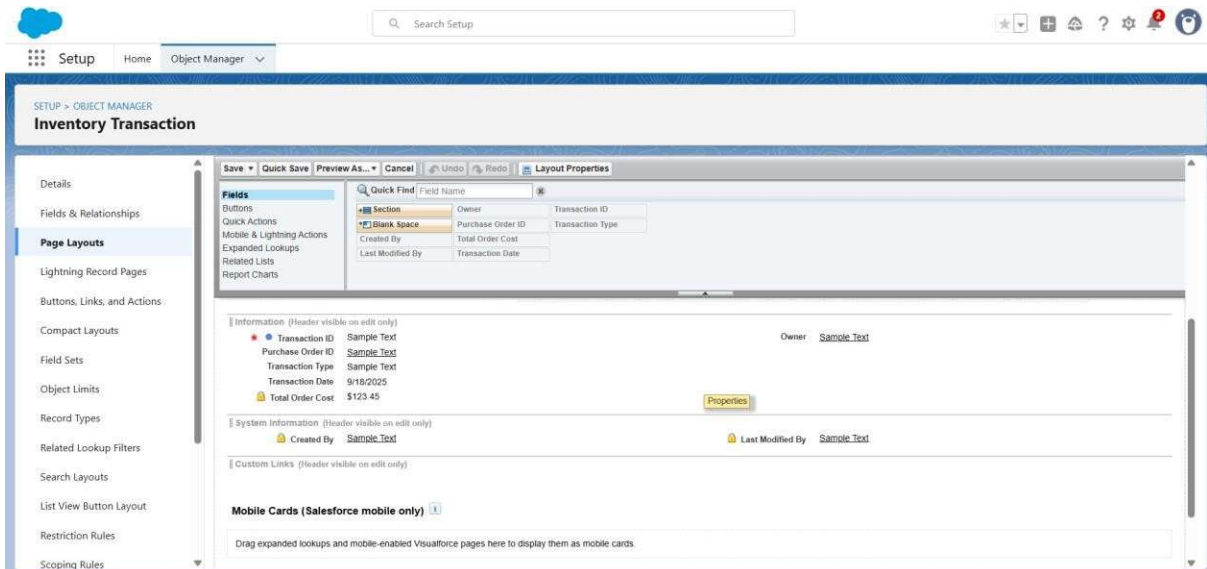 Search Setup
2
Setup Home Object Manager
SETUP > OBJECT MANAGER
Inventory Transaction
Details
Fields & Relationships
Page Layouts
Lightning Record Pages
Buttons, Links, and Actions
Compact Layouts
Field Sets
Object Limits
Record Types
Related Lookup Filters
Search Layouts
List View Button Layout
Restriction Rules
Scoping Rules
Save Quick Save Preview As... Cancel Undo Redo Layout Properties
Fields
Buttons
Quick Actions
Mobile & Lightning Actions
Expanded Lookups
Related Lists
Report Charts
Quick Find Field Name
Section Owner Transaction ID
Blank Space Purchase Order ID Transaction Type
Created By Total Order Cost
Last Modified By Transaction Date
Information (Header visible on edit only)
Transaction ID Sample Text Owner Sample Text
Purchase Order ID Sample Text
Transaction Type Sample Text
Transaction Date 9/18/2025
Total Order Cost $123.45
Properties
System Information (Header visible on edit only)
Created By Sample Text Last Modified By Sample Text
Custom Links (Header visible on edit only)
Mobile Cards (Salesforce mobile only) i
Drag expanded lookups and mobile-enabled Visualforce pages here to display them as mobile cards.